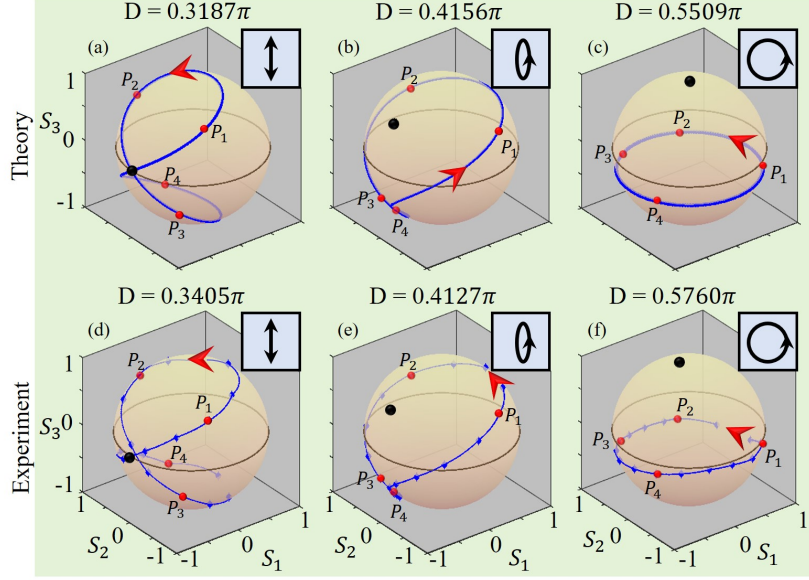 D = 0.3187π D = 0.4156π D = 0.5509π
Theory
(a) P₂ P₁ P₄ P₃
(b) P₂ P₁ P₃ P₄
(c) P₂ P₃ P₁ P₄
1
S₃ 0
-1
D = 0.3405π D = 0.4127π D = 0.5760π
Experiment
(d) P₂ P₁ P₄ P₃
(e) P₂ P₁ P₃ P₄
(f) P₂ P₃ P₁ P₄
1
S₃ 0
-1
1 0 -1 -1 0 1
S₂ S₁
1 0 -1 -1 0 1
S₂ S₁
1 0 -1 -1 0 1
S₂ S₁